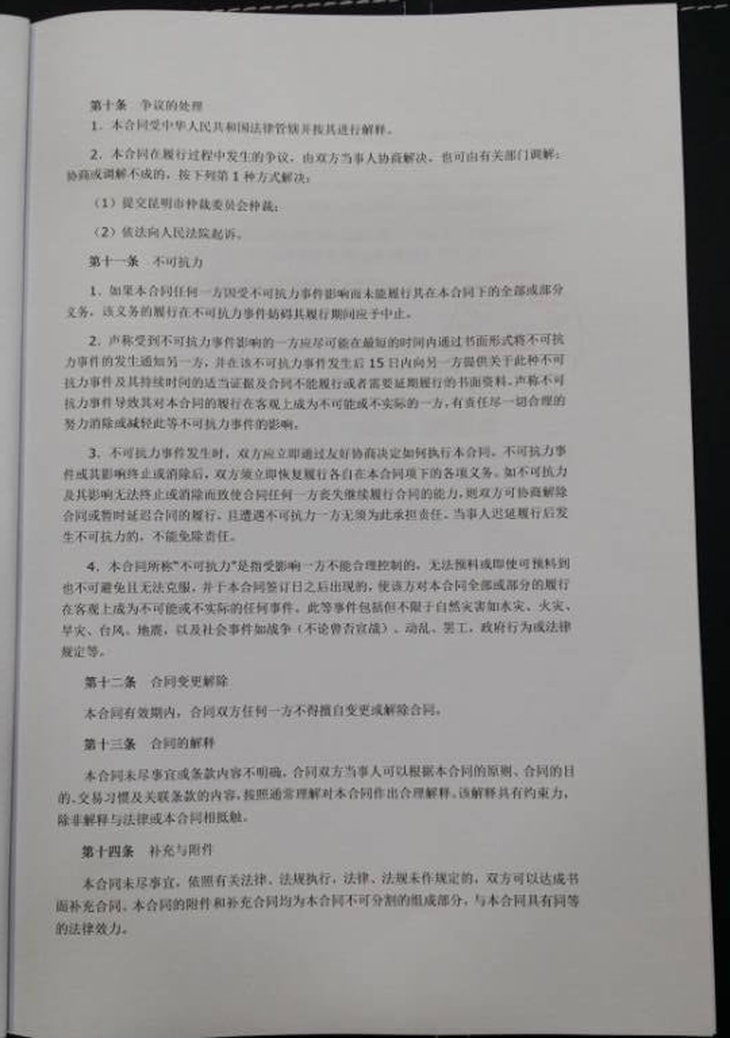 第十条 争议的处理
1．本合同受中华人民共和国法律管辖并按其进行解释。
2．本合同在履行过程中发生的争议，由双方当事人协商解决，也可由有关部门调解；
协商或调解不成的，按下列第 1 种方式解决：
（1）提交昆明市仲裁委员会仲裁；
（2）依法向人民法院起诉。
第十一条 不可抗力
1．如果本合同任何一方因受不可抗力事件影响而未能履行其在本合同下的全部或部分
义务，该义务的履行在不可抗力事件妨碍其履行期间应予中止。
2．声称受到不可抗力事件影响的一方应尽可能在最短的时间内通过书面形式将不可抗
力事件的发生通知另一方，并在该不可抗力事件发生后 15 日内向另一方提供关于此种不可
抗力事件及其持续时间的适当证据及合同不能履行或者需要延期履行的书面资料。声称不可
抗力事件导致其对本合同的履行在客观上成为不可能或不实际的一方，有责任尽一切合理的
努力消除或减轻此等不可抗力事件的影响。
3．不可抗力事件发生时，双方应立即通过友好协商决定如何执行本合同。不可抗力事
件或其影响终止或消除后，双方须立即恢复履行各自在本合同项下的各项义务。如不可抗力
及其影响无法终止或消除而致使合同任何一方丧失继续履行合同的能力，则双方可协商解除
合同或暂时延迟合同的履行，且遭遇不可抗力一方无须为此承担责任。当事人迟延履行后发
生不可抗力的，不能免除责任。
4．本合同所称“不可抗力”是指受影响一方不能合理控制的，无法预料或即使可预料到
也不可避免且无法克服，并于本合同签订日之后出现的，使该方对本合同全部或部分的履行
在客观上成为不可能或不实际的任何事件。此等事件包括但不限于自然灾害如水灾、火灾、
旱灾、台风、地震，以及社会事件如战争（不论曾否宣战）、动乱、罢工，政府行为或法律
规定等。
第十二条 合同变更解除
本合同有效期内，合同双方任何一方不得擅自变更或解除合同。
第十三条 合同的解释
本合同未尽事宜或条款内容不明确，合同双方当事人可以根据本合同的原则、合同的目
的、交易习惯及关联条款的内容，按照通常理解对本合同作出合理解释。该解释具有约束力，
除非解释与法律或本合同相抵触。
第十四条 补充与附件
本合同未尽事宜，依照有关法律、法规执行，法律、法规未作规定的，双方可以达成书
面补充合同。本合同的附件和补充合同均为本合同不可分割的组成部分，与本合同具有同等
的法律效力。